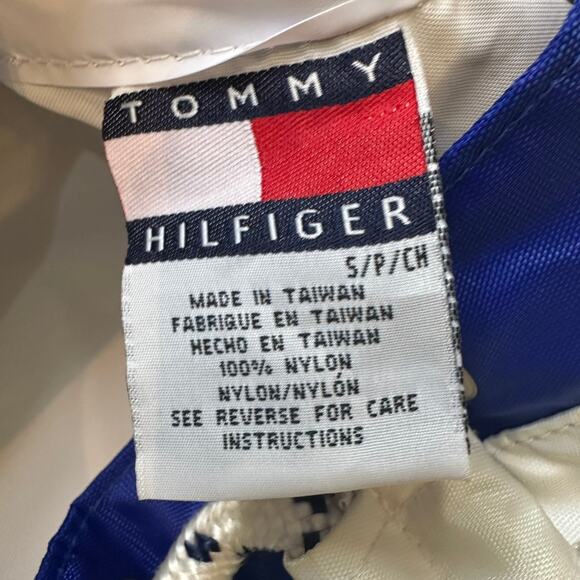 TOMMY
HILFIGER
S/P/CH
MADE IN TAIWAN
FABRIQUE EN TAIWAN
HECHO EN TAIWAN
100% NYLON
NYLON/NYLÓN
SEE REVERSE FOR CARE
INSTRUCTIONS